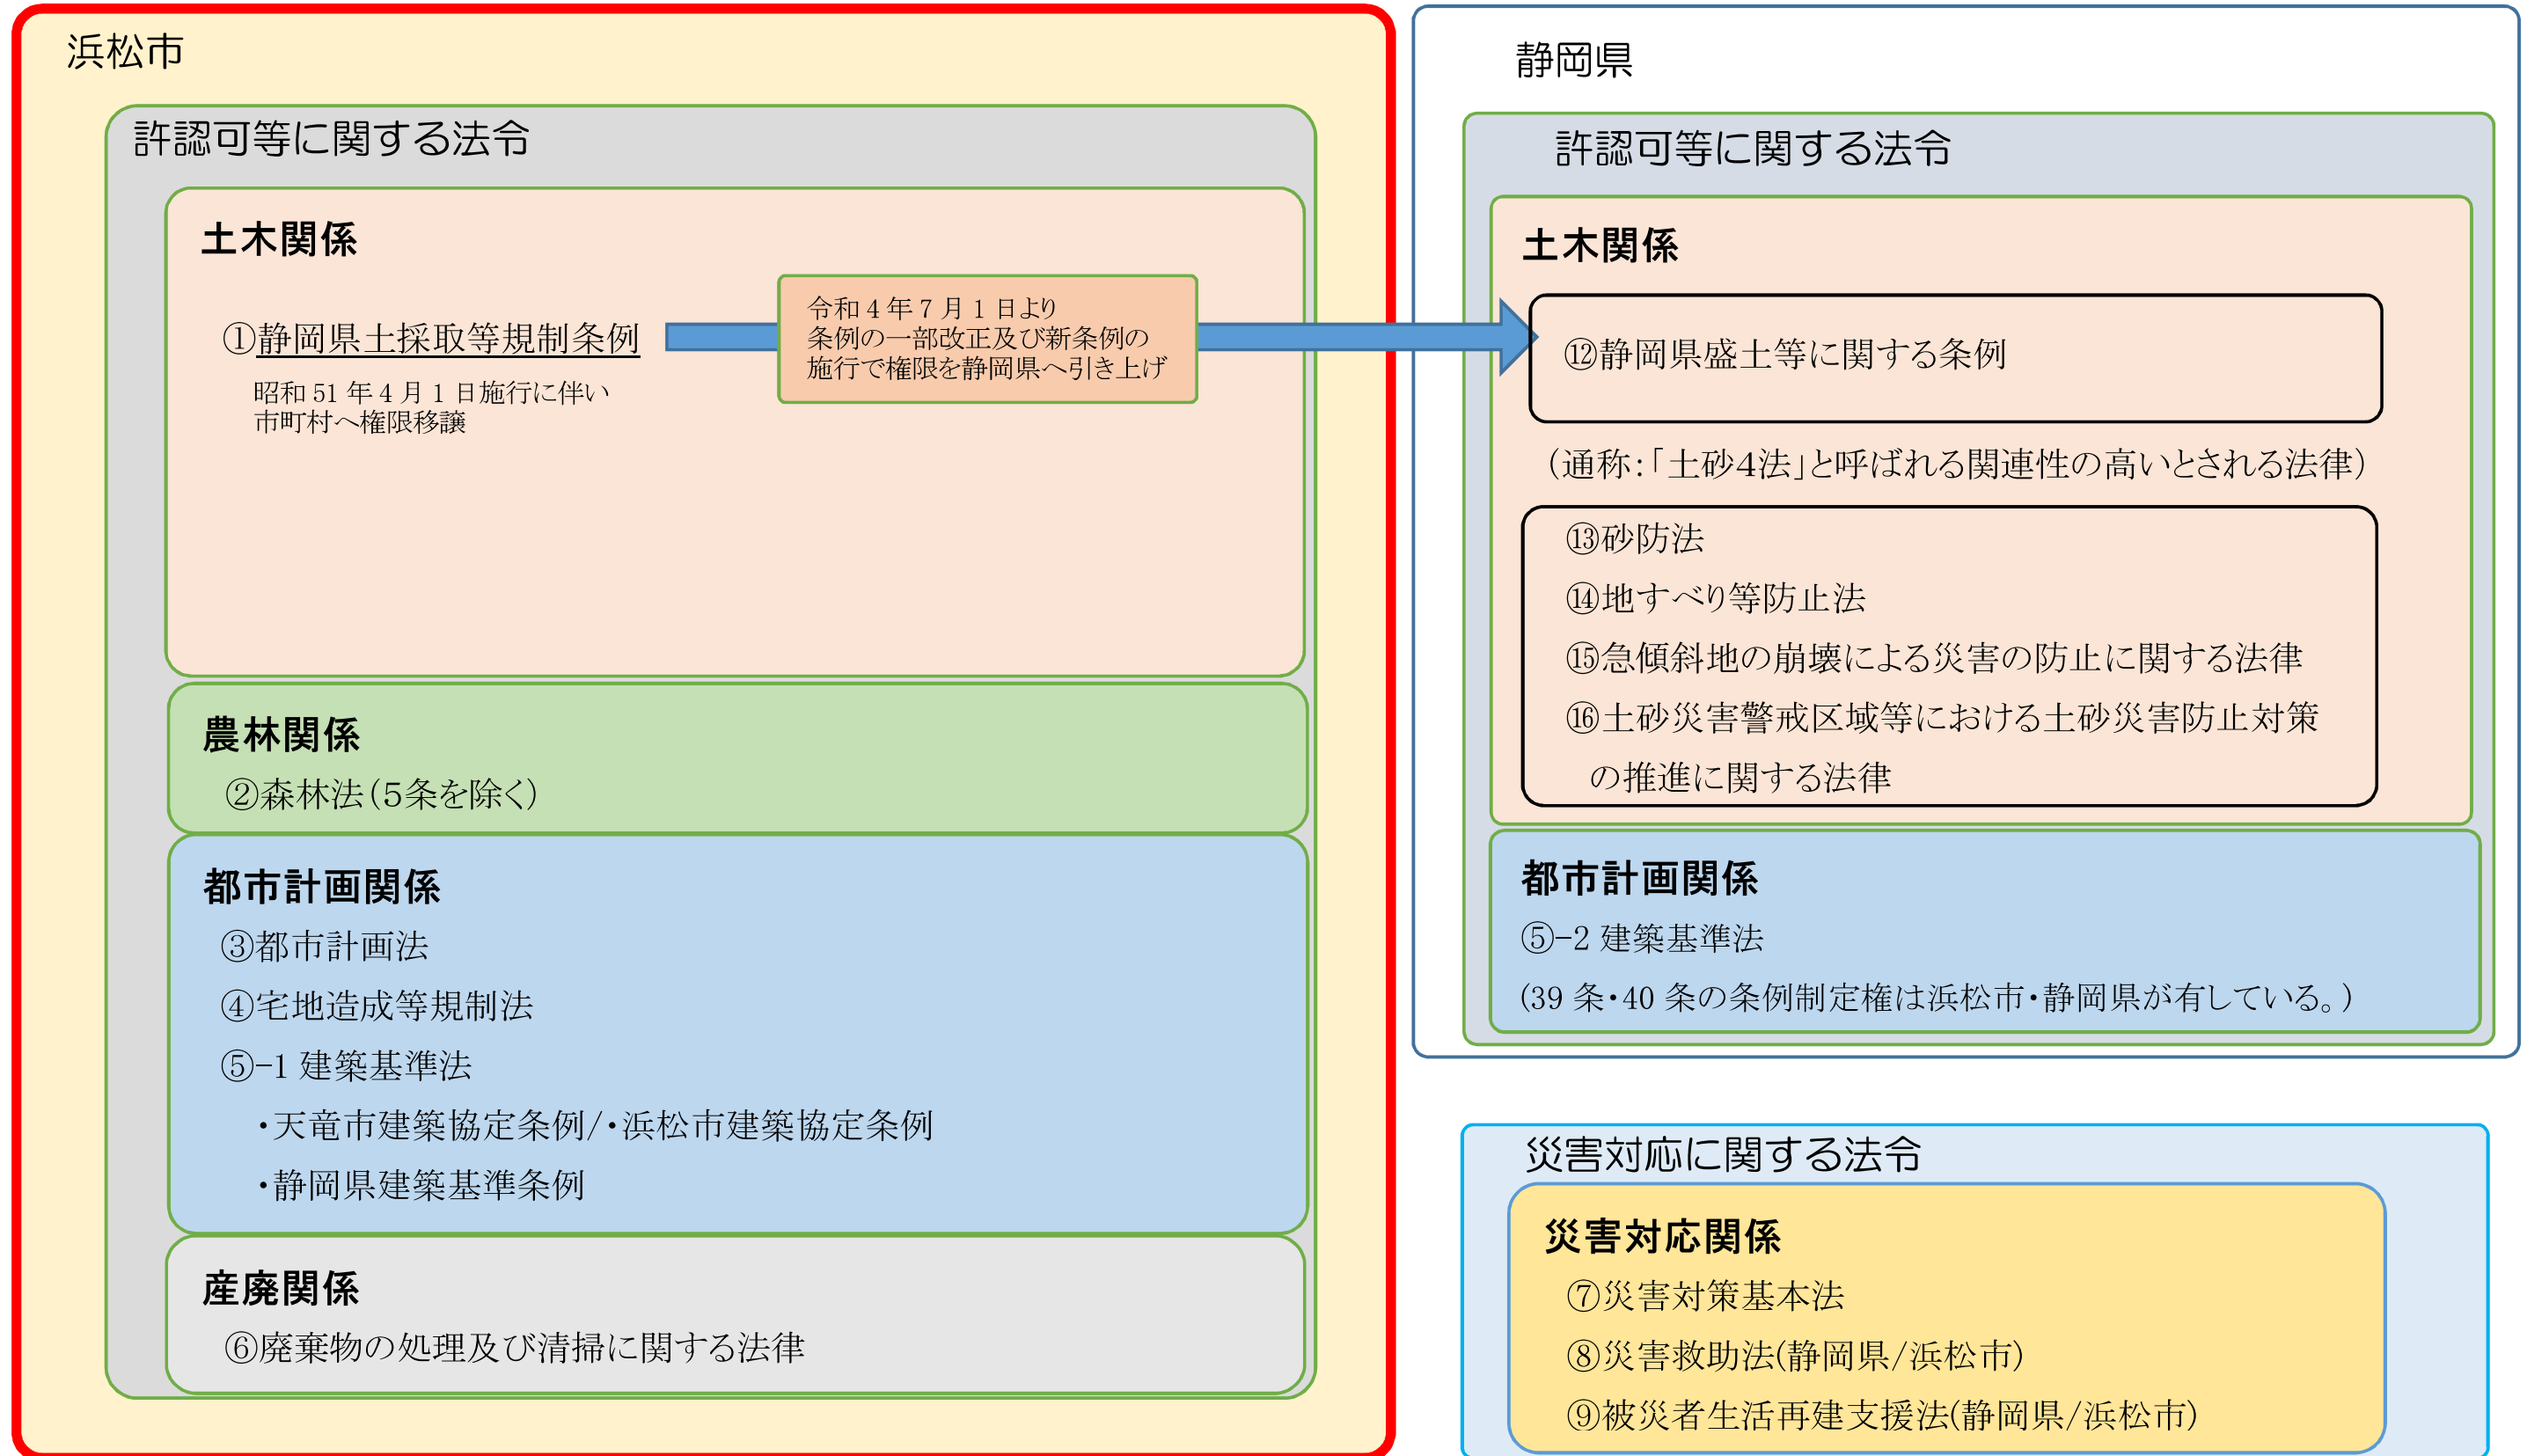 浜松市
許認可等に関する法令
土木関係
①静岡県土採取等規制条例
昭和 51 年 4 月 1 日施行に伴い
市町村へ権限移譲
令和 4 年 7 月 1 日より
条例の一部改正及び新条例の
施行で権限を静岡県へ引き上げ
農林関係
②森林法（５条を除く）
都市計画関係
③都市計画法
④宅地造成等規制法
⑤-1 建築基準法
・天竜市建築協定条例/・浜松市建築協定条例
・静岡県建築基準条例
産廃関係
⑥廃棄物の処理及び清掃に関する法律
静岡県
許認可等に関する法令
土木関係
⑫静岡県盛土等に関する条例
（通称：「土砂４法」と呼ばれる関連性の高いとされる法律）
⑬砂防法
⑭地すべり等防止法
⑮急傾斜地の崩壊による災害の防止に関する法律
⑯土砂災害警戒区域等における土砂災害防止対策
の推進に関する法律
都市計画関係
⑤-2 建築基準法
(39 条・40 条の条例制定権は浜松市・静岡県が有している。)
災害対応に関する法令
災害対応関係
⑦災害対策基本法
⑧災害救助法(静岡県/浜松市)
⑨被災者生活再建支援法(静岡県/浜松市)